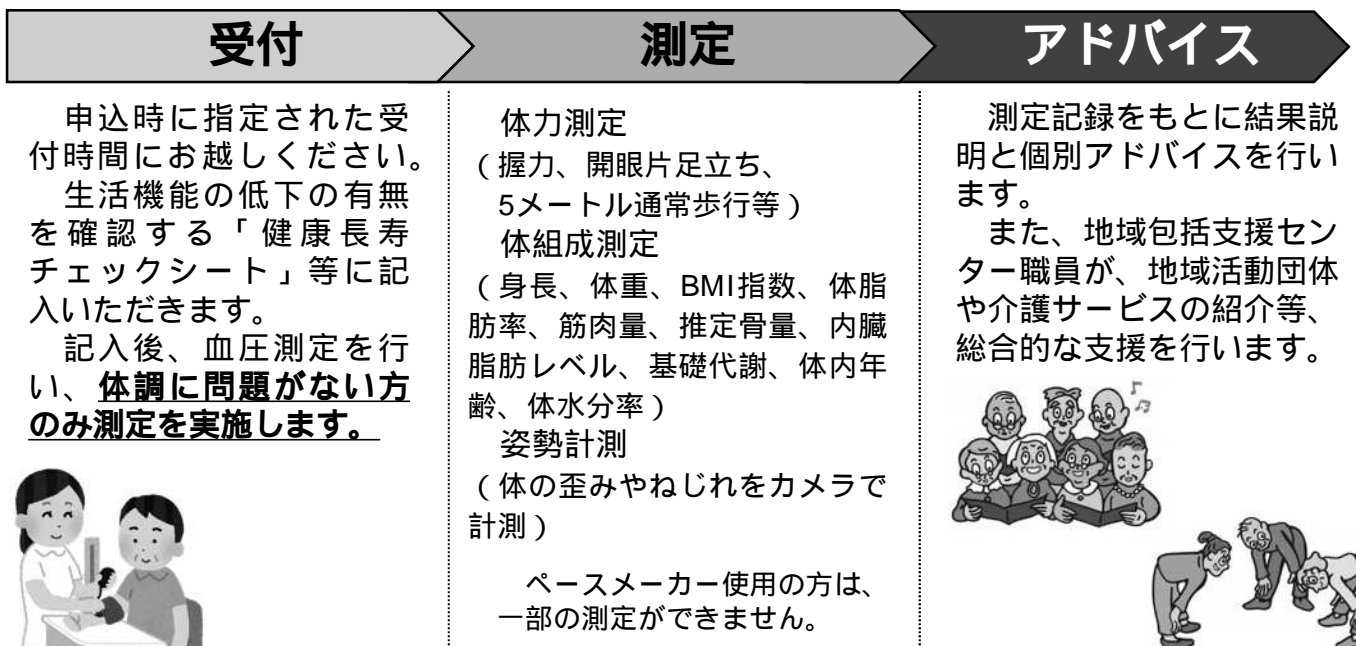 受付
測定
アドバイス
申込時に指定された受
付時間にお越しください。
生活機能の低下の有無
を確認する「健康長寿
チェックシート」等に記
入いただきます。
記入後、血圧測定を行
い、体調に問題がない方
のみ測定を実施します。
体力測定
(握力、開眼片足立ち、
5メートル通常歩行等)
体組成測定
(身長、体重、BMI指数、体脂
肪率、筋肉量、推定骨量、内臓
脂肪レベル、基礎代謝、体内年
齢、体水分率)
姿勢計測
(体の歪みやねじれをカメラで
計測)
ペースメーカー使用の方は、
一部の測定ができません。
測定記録をもとに結果説
明と個別アドバイスを行い
ます。
また、地域包括支援セン
ター職員が、地域活動団体
や介護サービスの紹介等、
総合的な支援を行います。